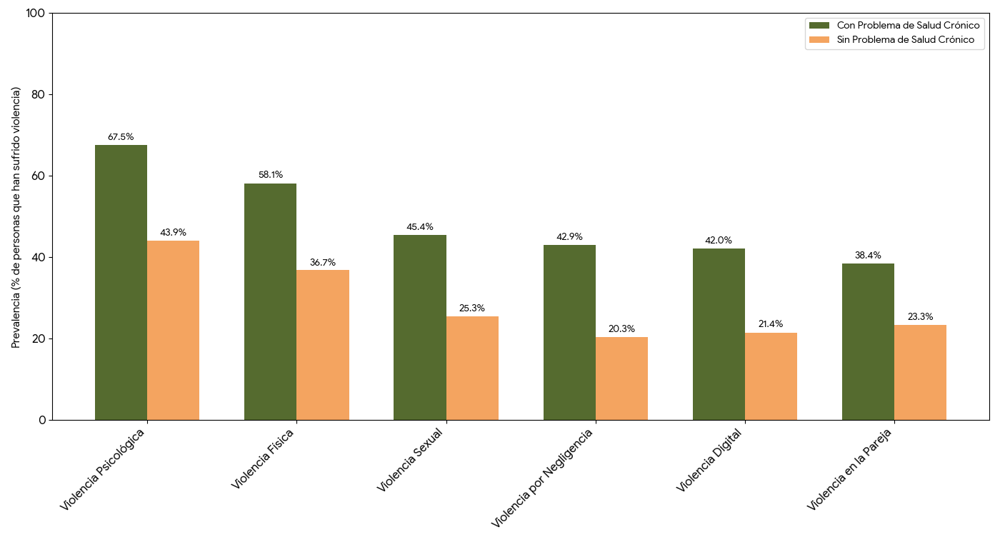 Con Problema de Salud Crónico
Sin Problema de Salud Crónico
Prevalencia (% de personas que han sufrido violencia)
100
80
60
40
20
0
67.5%
43.9%
58.1%
36.7%
45.4%
25.3%
42.9%
20.3%
42.0%
21.4%
38.4%
23.3%
Violencia Psicológica
Violencia Física
Violencia Sexual
Violencia por Negligencia
Violencia Digital
Violencia en la Pareja